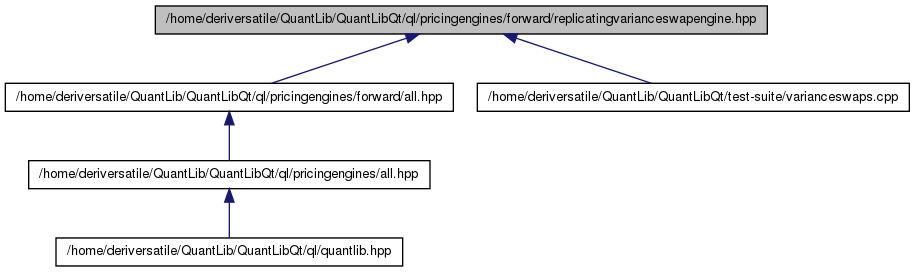 /home/deriversatile/QuantLib/QuantLibQt/ql/pricingengines/forward/replicatingvarianceswapengine.hpp
/home/deriversatile/QuantLib/QuantLibQt/ql/pricingengines/forward/all.hpp
/home/deriversatile/QuantLib/QuantLibQt/test-suite/varianceswaps.cpp
/home/deriversatile/QuantLib/QuantLibQt/ql/pricingengines/all.hpp
/home/deriversatile/QuantLib/QuantLibQt/ql/quantlib.hpp